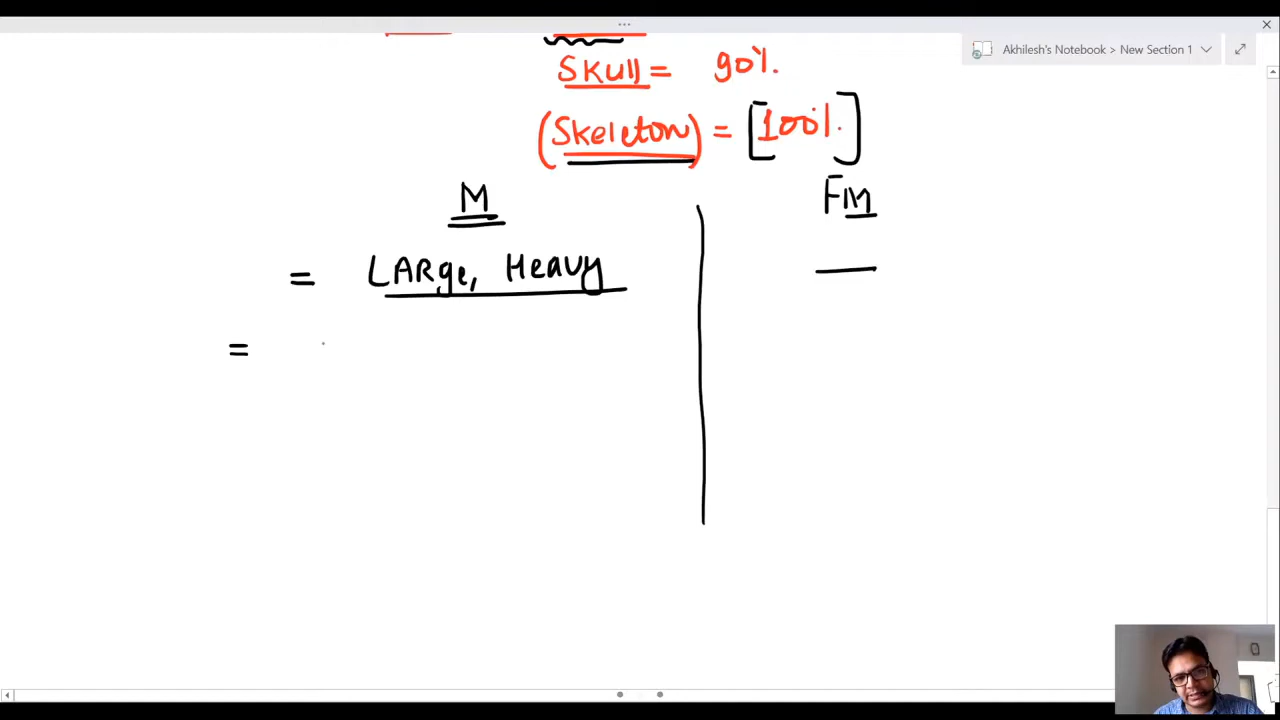 Akhilesh's Notebook > New Section 1
Skull = 90%.
(Skeleton) = [100%.]
M FM
= LARge, Heavy —
=